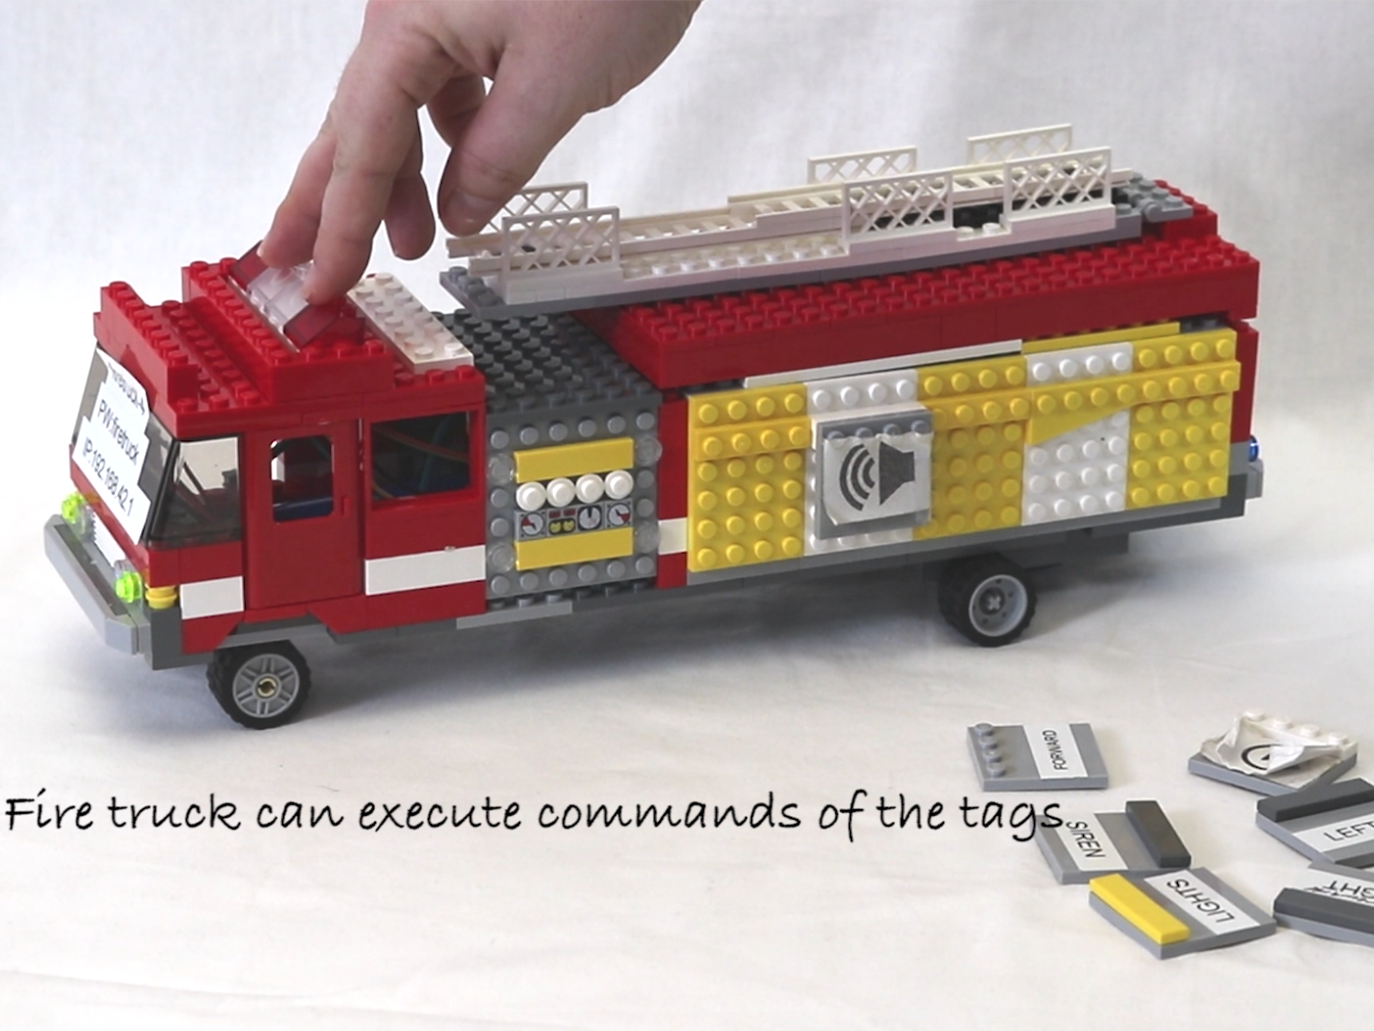 PW:firetruck
IP:192.168.42.1
FORWARD
Fire truck can execute commands of the tags
SIREN
LEFT
LIGHTS